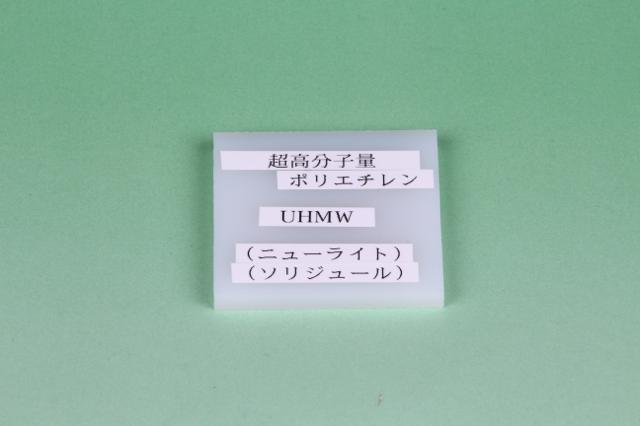 超高分子量
ポリエチレン
UHMW
（ニューライト）
（ソリジュール）